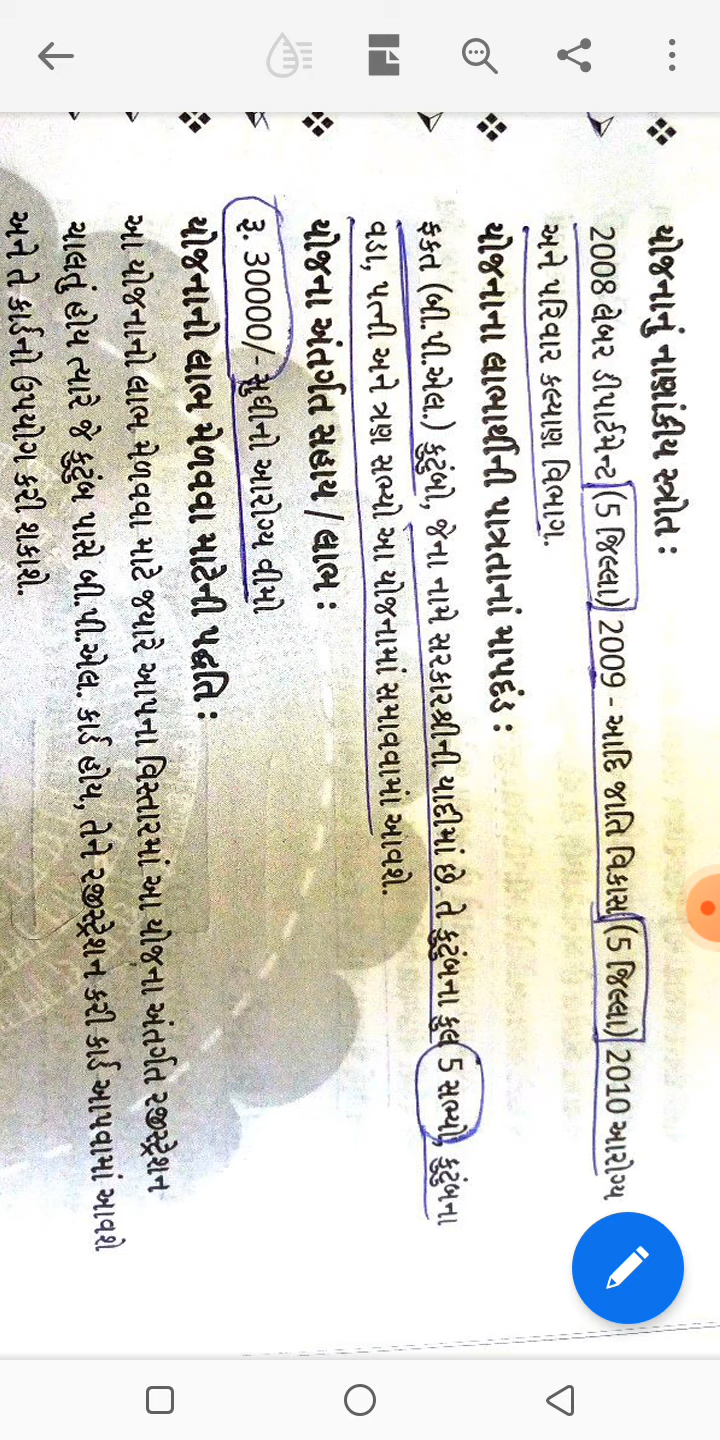 યોજનાનું નાણાંકીય સ્ત્રોત :
2008 લેબર ડીપાર્ટમેન્ટ (5 જિલ્લા) 2009 - આદિ જાતિ વિકાસ (5 જિલ્લા) 2010 આરોગ્ય
અને પરિવાર કલ્યાણ વિભાગ.
યોજનાના લાભાર્થીની પાત્રતાનાં માપદંડ :
ફકત (બી.પી.એલ.) કુટુંબો, જેના નામે સરકારશ્રીની યાદીમાં છે. તે કુટુંબના કુલ 5 સભ્યો, કુટુંબના
વડા, પત્ની અને ત્રણ સભ્યો આ યોજનામાં સમાવવામાં આવશે.
યોજના અંતર્ગત સહાય / લાભ :
રૂ. 30000/- સુધીનો આરોગ્ય વીમો
યોજનાનો લાભ મેળવવા માટેની પદ્ધતિ :
આ યોજનાનો લાભ મેળવવા માટે જયારે આપના વિસ્તારમાં આ યોજના અંતર્ગત રજીસ્ટ્રેશન
ચાલતું હોય ત્યારે જે કુટુંબ પાસે બી.પી.એલ. કાર્ડ હોય, તેને રજીસ્ટ્રેશન કરી કાર્ડ આપવામાં આવશે
અને તે કાર્ડનો ઉપયોગ કરી શકાશે.